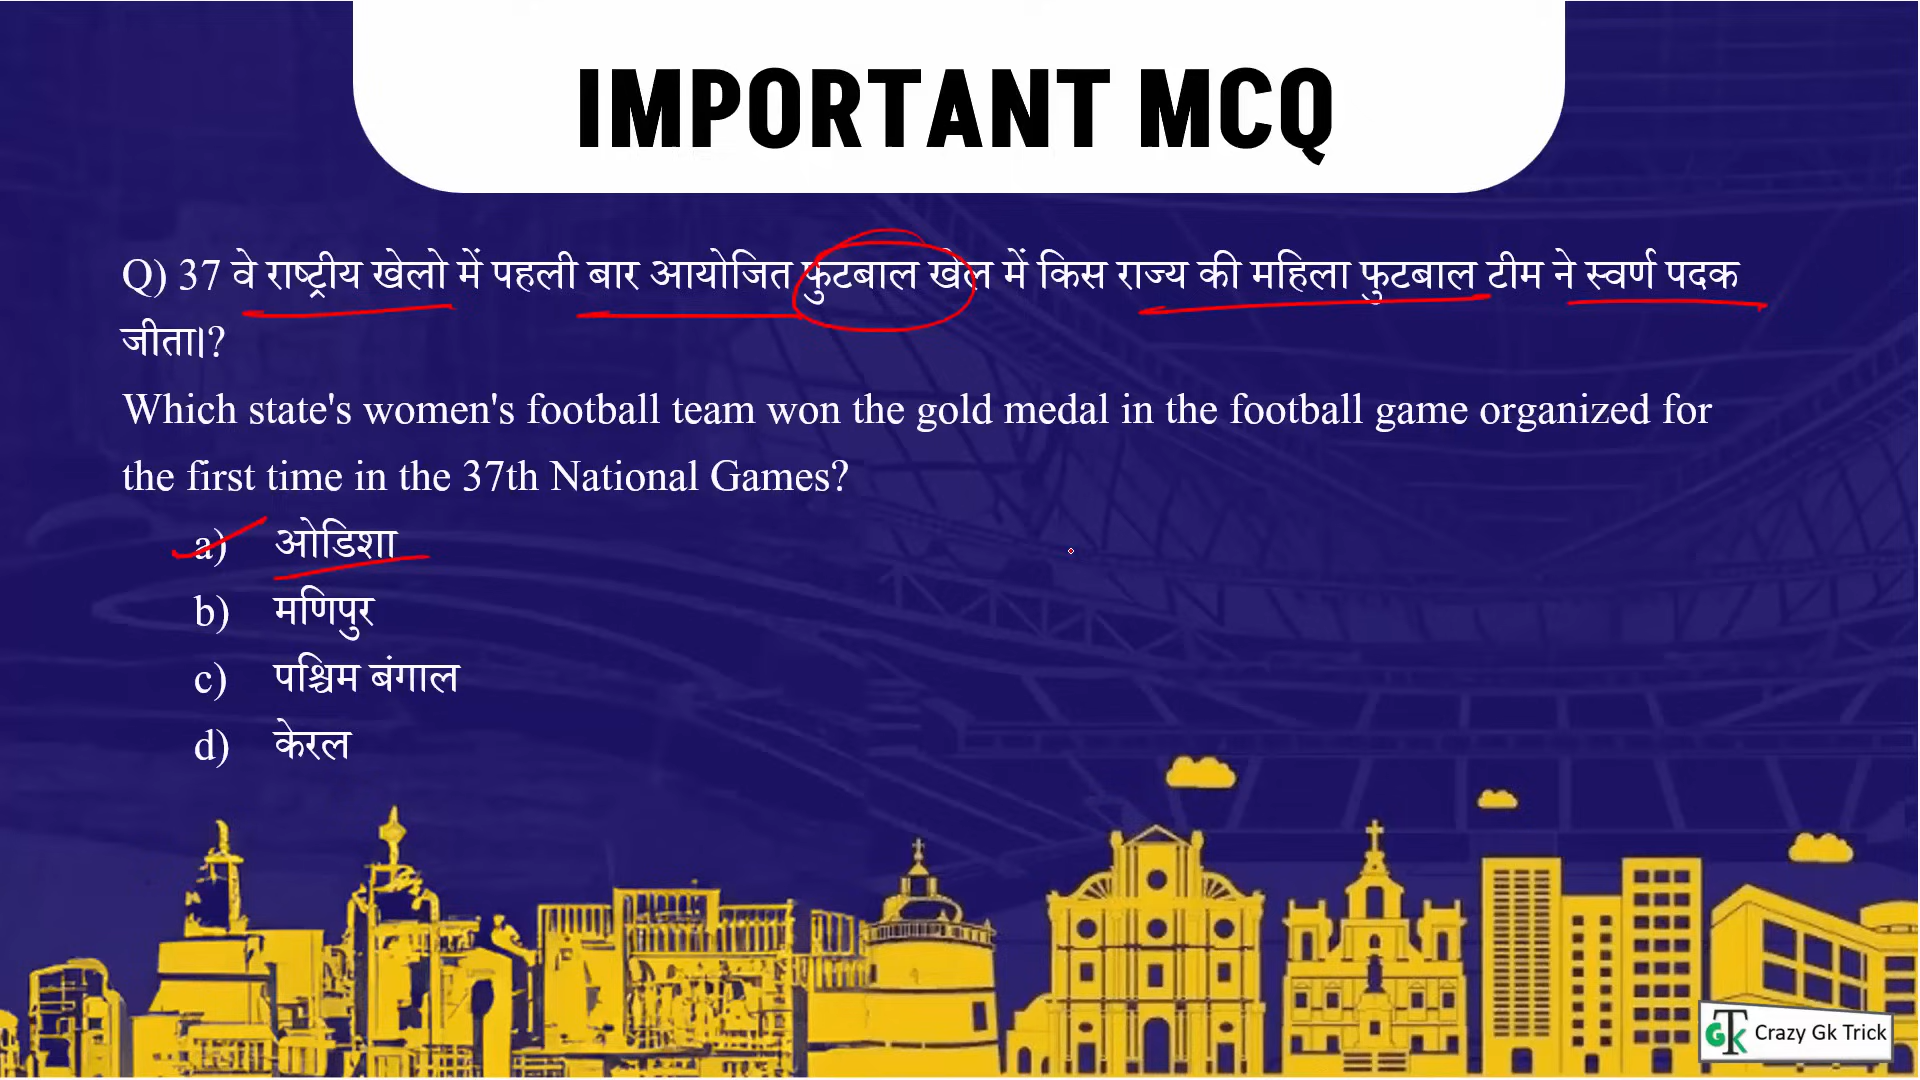 IMPORTANT MCQ
Q) 37 वे राष्ट्रीय खेलो में पहली बार आयोजित फुटबाल खेल में किस राज्य की महिला फुटबाल टीम ने स्वर्ण पदक
जीता।?
Which state's women's football team won the gold medal in the football game organized for
the first time in the 37th National Games?
a) ओडिशा
b) मणिपुर
c) पश्चिम बंगाल
d) केरल
GTK Crazy Gk Trick